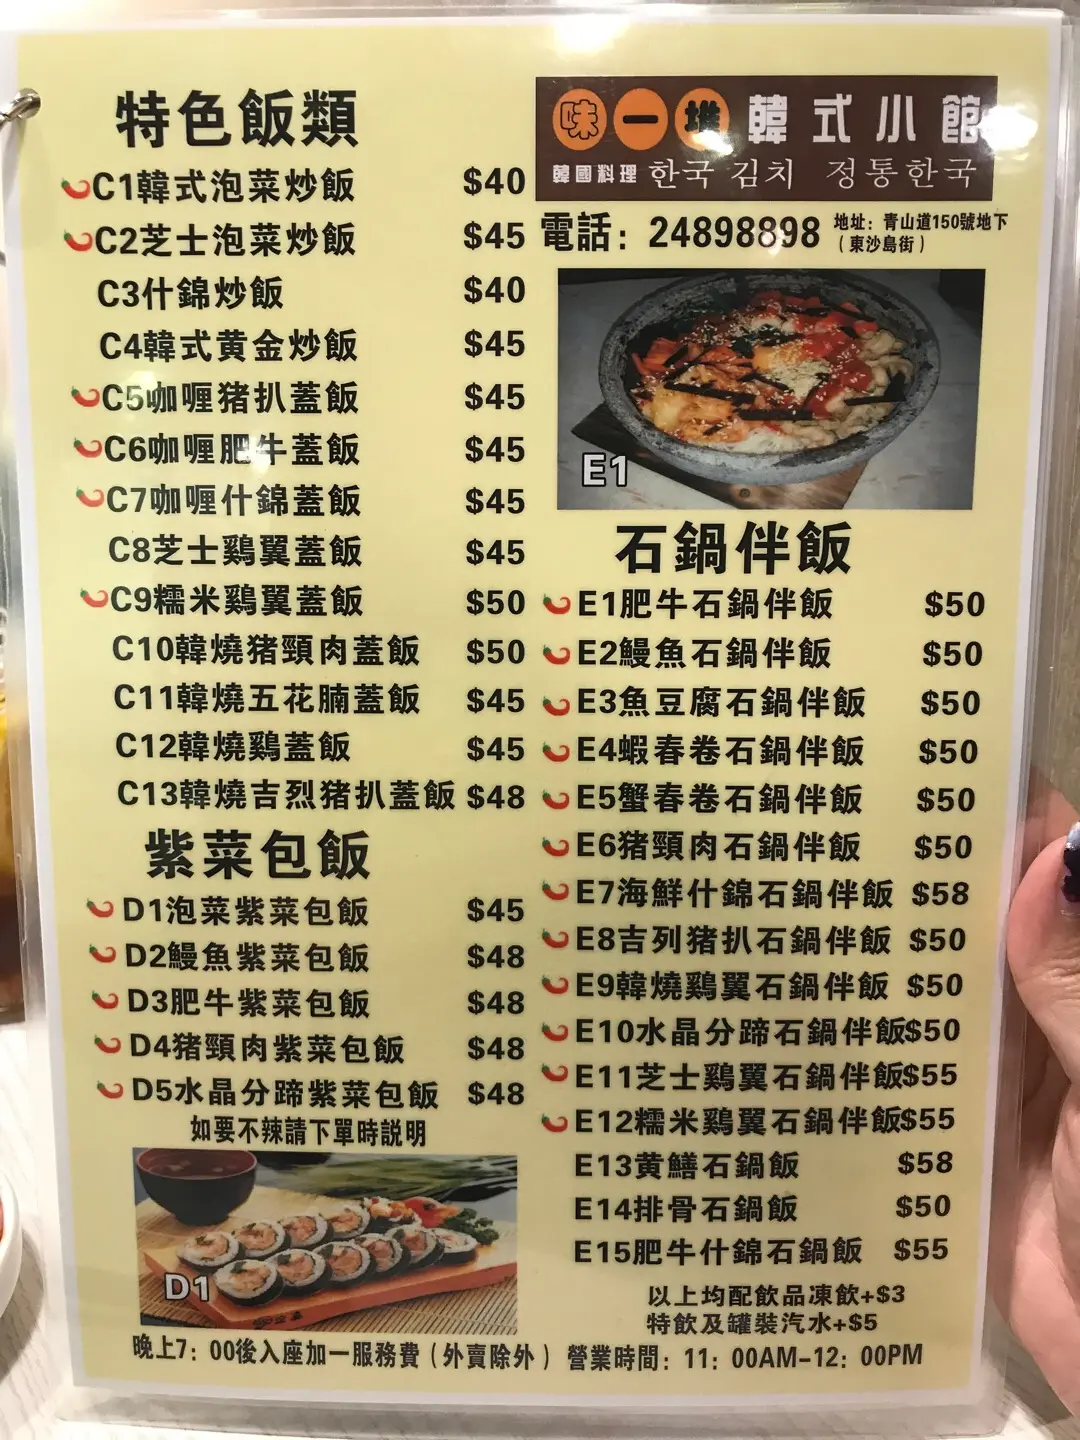 特色飯類
C1韓式泡菜炒飯 $40
C2芝士泡菜炒飯 $45
C3什錦炒飯 $40
C4韓式黄金炒飯 $45
C5咖喱猪扒蓋飯 $45
C6咖喱肥牛蓋飯 $45
C7咖喱什錦蓋飯 $45
C8芝士鷄翼蓋飯 $45
C9糯米鷄翼蓋飯 $50
C10韓燒猪頸肉蓋飯 $50
C11韓燒五花腩蓋飯 $45
C12韓燒鷄蓋飯 $45
C13韓燒吉烈猪扒蓋飯 $48
紫菜包飯
D1泡菜紫菜包飯 $45
D2鰻魚紫菜包飯 $48
D3肥牛紫菜包飯 $48
D4猪頸肉紫菜包飯 $48
D5水晶分蹄紫菜包飯 $48
如要不辣請下單時説明
D1
味一堆 韓式小館
韓國料理 한국 김치 정통한국
電話：24898898
地址：青山道150號地下
（東沙島街）
E1
石鍋伴飯
E1肥牛石鍋伴飯 $50
E2鰻魚石鍋伴飯 $50
E3魚豆腐石鍋伴飯 $50
E4蝦春卷石鍋伴飯 $50
E5蟹春卷石鍋伴飯 $50
E6猪頸肉石鍋伴飯 $50
E7海鮮什錦石鍋伴飯 $58
E8吉列猪扒石鍋伴飯 $50
E9韓燒鷄翼石鍋伴飯 $50
E10水晶分蹄石鍋伴飯$50
E11芝士鷄翼石鍋伴飯$55
E12糯米鷄翼石鍋伴飯$55
E13黄鱔石鍋飯 $58
E14排骨石鍋飯 $50
E15肥牛什錦石鍋飯 $55
以上均配飲品凍飲+$3
特飲及罐裝汽水+$5
晚上7：00後入座加一服務費（外賣除外）營業時間：11：00AM-12：00PM